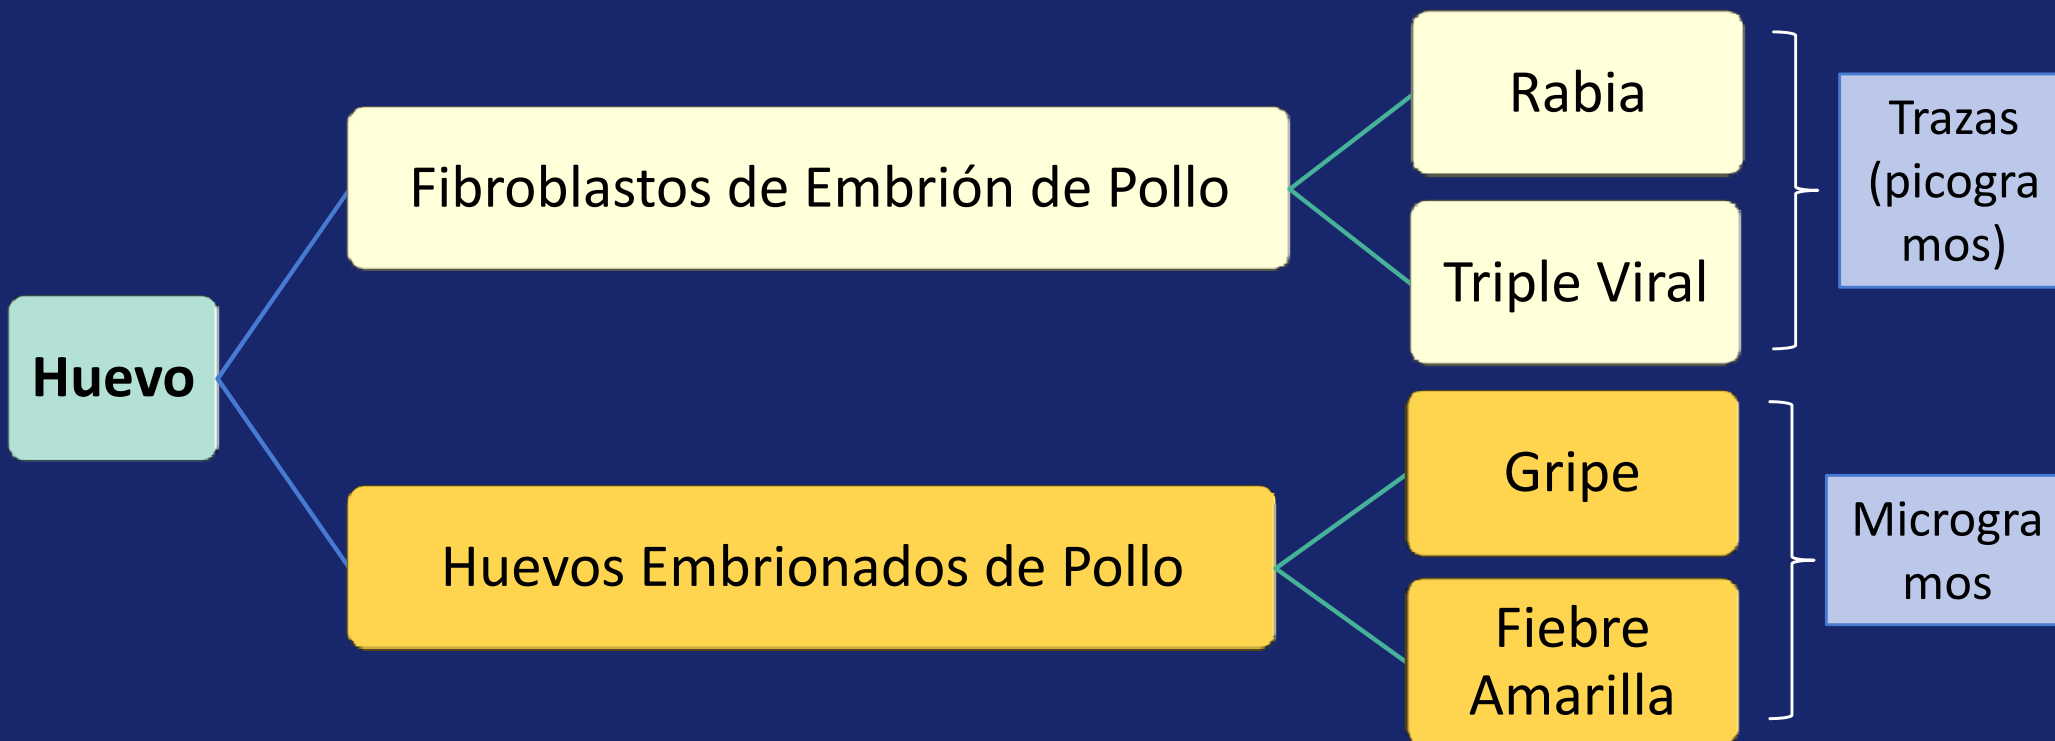 Huevo
Fibroblastos de Embrión de Pollo
Rabia
Triple Viral
Trazas
(picogra
mos)
Huevos Embrionados de Pollo
Gripe
Fiebre
Amarilla
Microgra
mos